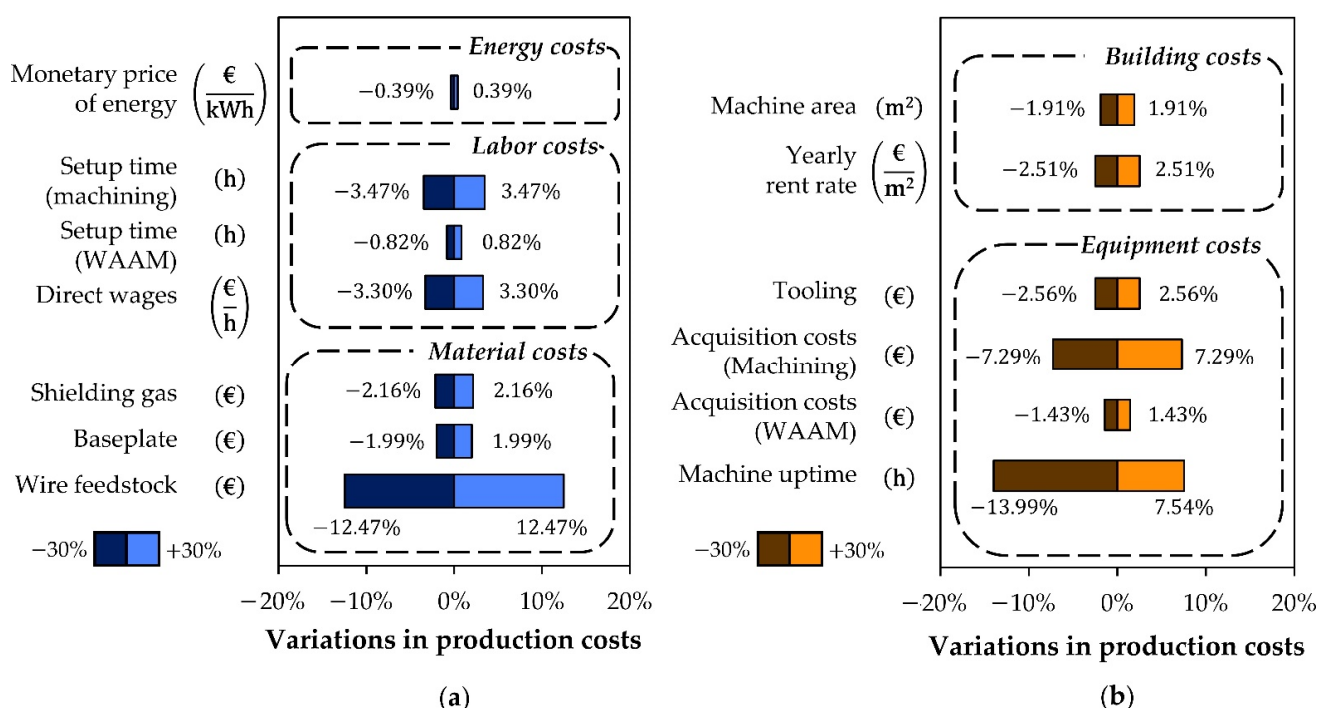 Energy costs
Monetary price
of energy (€/kWh)
−0.39% 0.39%
Labor costs
Setup time
(machining) (h)
−3.47% 3.47%
Setup time
(WAAM) (h)
−0.82% 0.82%
Direct wages (€/h)
−3.30% 3.30%
Material costs
Shielding gas (€)
−2.16% 2.16%
Baseplate (€)
−1.99% 1.99%
Wire feedstock (€)
−12.47% 12.47%
−30% +30%
−20% −10% 0% 10% 20%
Variations in production costs
(a)
Building costs
Machine area (m²)
−1.91% 1.91%
Yearly
rent rate (€/m²)
−2.51% 2.51%
Equipment costs
Tooling (€)
−2.56% 2.56%
Acquisition costs
(Machining) (€)
−7.29% 7.29%
Acquisition costs
(WAAM) (€)
−1.43% 1.43%
Machine uptime (h)
−13.99% 7.54%
−30% +30%
−20% −10% 0% 10% 20%
Variations in production costs
(b)